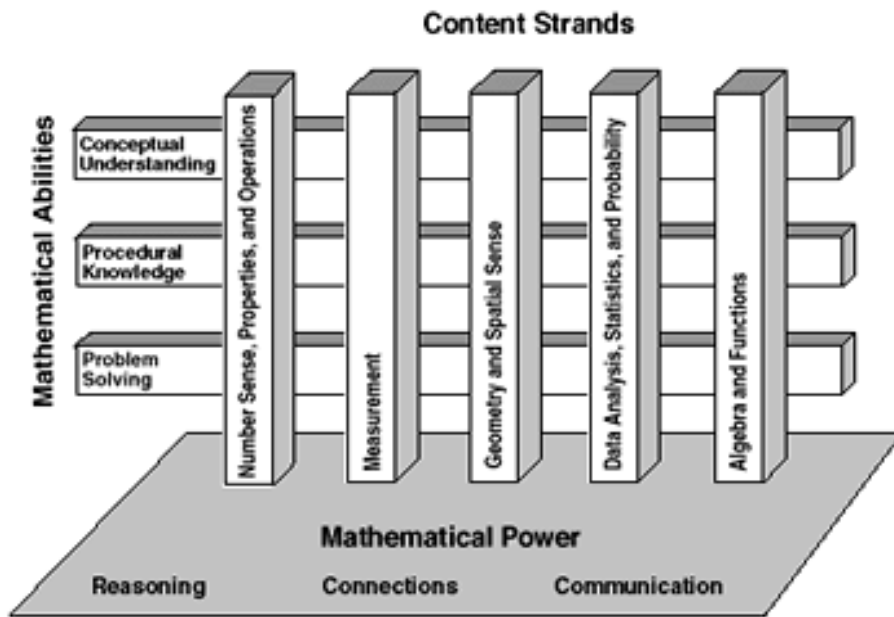 Content Strands
Mathematical Abilities
Conceptual
Understanding
Procedural
Knowledge
Problem
Solving
Number Sense, Properties, and Operations
Measurement
Geometry and Spatial Sense
Data Analysis, Statistics, and Probability
Algebra and Functions
Mathematical Power
Reasoning
Connections
Communication